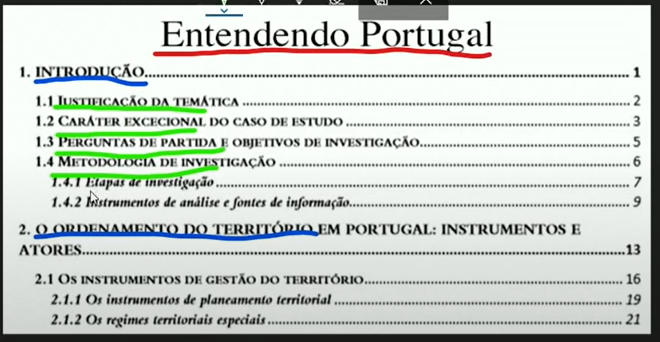 Entendendo Portugal
1. INTRODUÇÃO........................................................................................ 1
1.1 JUSTIFICAÇÃO DA TEMÁTICA ........................................................................ 2
1.2 CARÁTER EXCECIONAL DO CASO DE ESTUDO ........................................................ 3
1.3 PERGUNTAS DE PARTIDA E OBJETIVOS DE INVESTIGAÇÃO............................................ 5
1.4 METODOLOGIA DE INVESTIGAÇÃO .................................................................... 6
1.4.1 Etapas de investigação ........................................................................ 7
1.4.2 Instrumentos de análise e fontes de informação................................................ 9
2. O ORDENAMENTO DO TERRITÓRIO EM PORTUGAL: INSTRUMENTOS E
ATORES............................................................................................... 13
2.1 OS INSTRUMENTOS DE GESTÃO DO TERRITÓRIO........................................................ 16
2.1.1 Os instrumentos de planeamento territorial .................................................... 19
2.1.2 Os regimes territoriais especiais ............................................................. 21